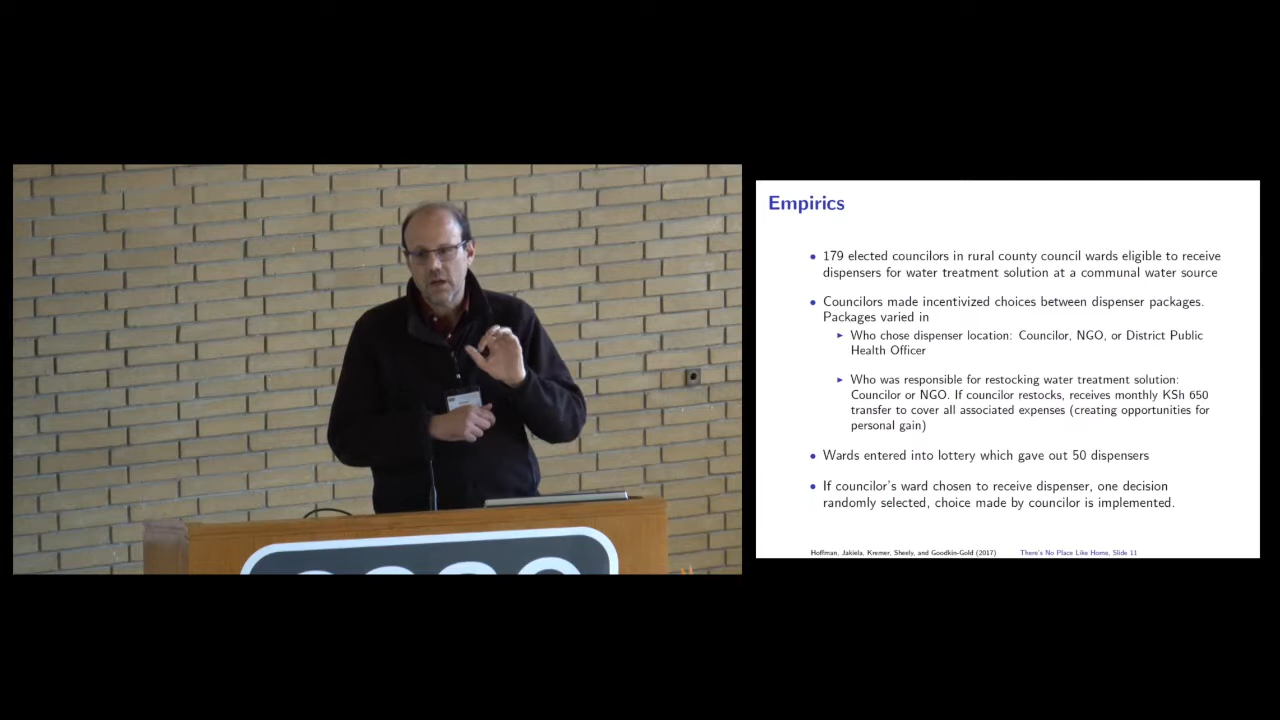 Empirics
• 179 elected councilors in rural county council wards eligible to receive
dispensers for water treatment solution at a communal water source
• Councilors made incentivized choices between dispenser packages.
Packages varied in
▶ Who chose dispenser location: Councilor, NGO, or District Public
Health Officer
▶ Who was responsible for restocking water treatment solution:
Councilor or NGO. If councilor restocks, receives monthly KSh 650
transfer to cover all associated expenses (creating opportunities for
personal gain)
• Wards entered into lottery which gave out 50 dispensers
• If councilor's ward chosen to receive dispenser, one decision
randomly selected, choice made by councilor is implemented.
Hoffman, Jakiela, Kremer, Sheely, and Goodkin-Gold (2017) There's No Place Like Home, Slide 11